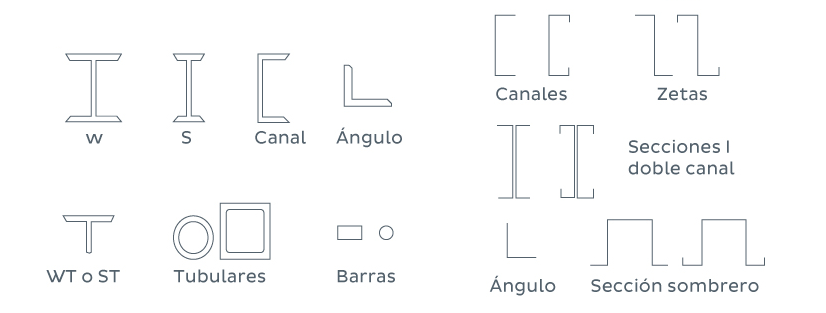 w
S
Canal
Ángulo
WT o ST
Tubulares
Barras
Canales
Zetas
Secciones I
doble canal
Ángulo
Sección sombrero